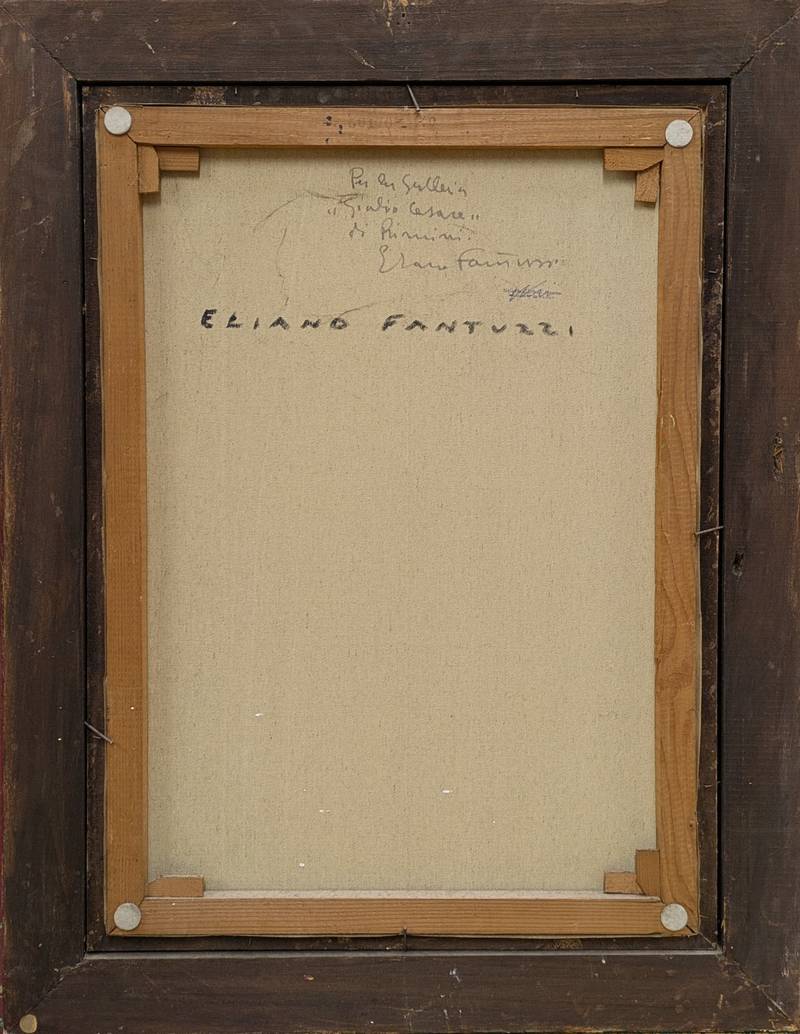 Per la Galleria
"Giulio Cesare"
di Rimini.
Eliano Fantuzzi
ELIANO FANTUZZI